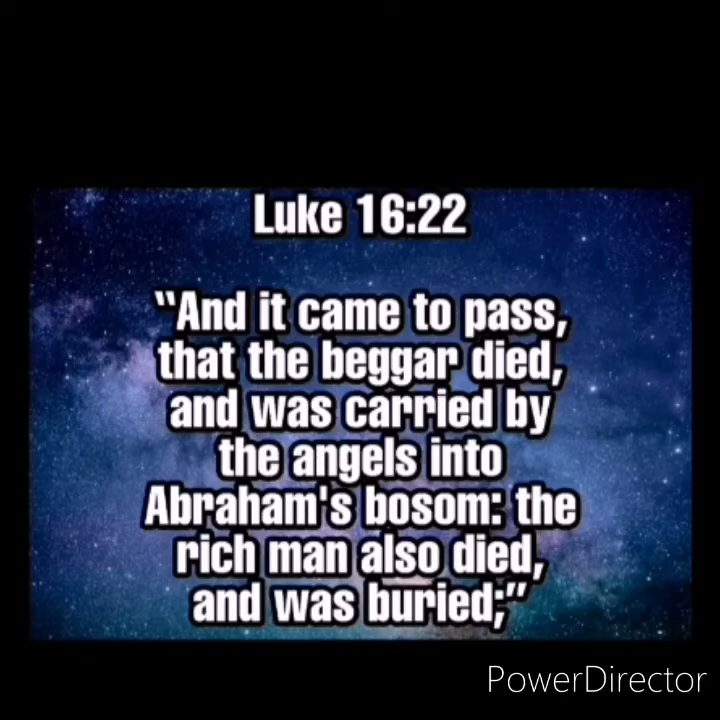 Luke 16:22
“And it came to pass,
that the beggar died,
and was carried by
the angels into
Abraham's bosom: the
rich man also died,
and was buried;”
PowerDirector